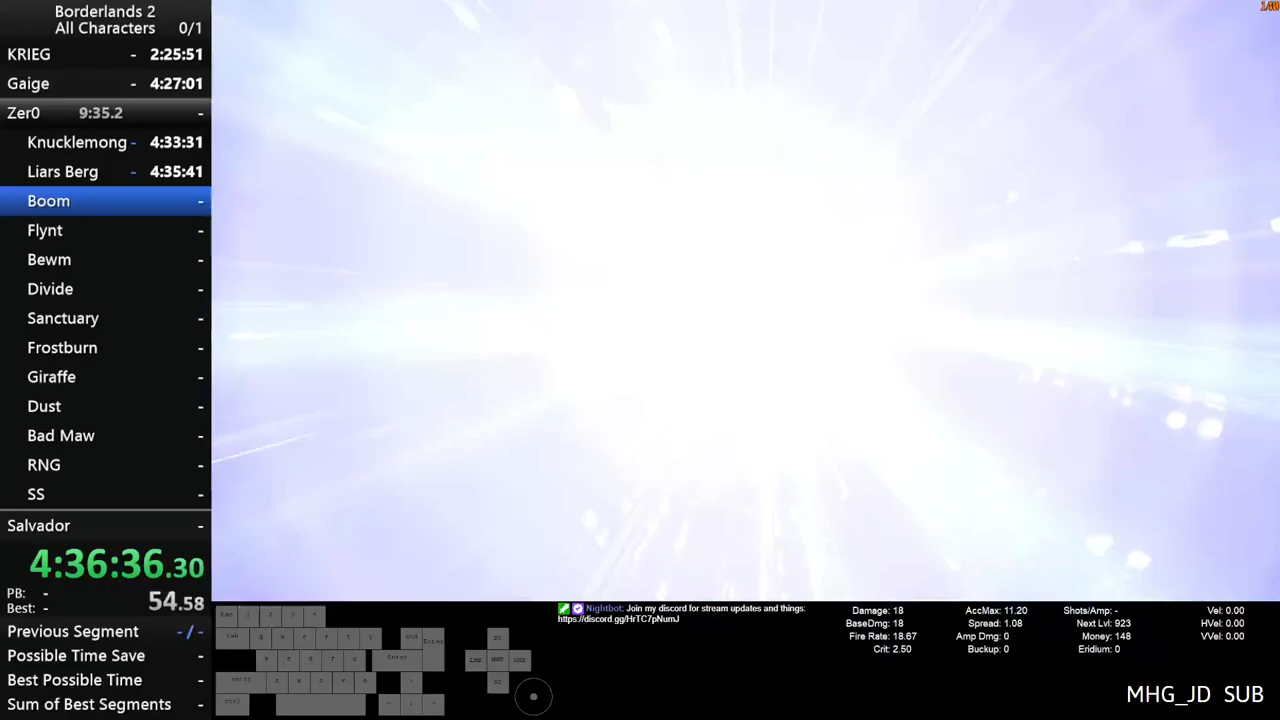 Borderlands 2
All Characters 0/1
KRIEG - 2:25:51
Gaige - 4:27:01
Zer0 9:35.2 -
Knucklemong - 4:33:31
Liars Berg - 4:35:41
Boom -
Flynt -
Bewm -
Divide -
Sanctuary -
Frostburn -
Giraffe -
Dust -
Bad Maw -
RNG -
SS -
Salvador -
4:36:36.30
PB: -
Best: - 54.58
Previous Segment - / -
Possible Time Save -
Best Possible Time -
Sum of Best Segments -
140
Nightbot: Join my discord for stream updates and things:
https://discord.gg/HrTC7pNumJ
Damage: 18 AccMax: 11.20 Shots/Amp: - Vel: 0.00
BaseDmg: 18 Spread: 1.08 Next Lvl: 923 HVel: 0.00
Fire Rate: 18.67 Amp Dmg: 0 Money: 148 VVel: 0.00
Crit: 2.50 Buckup: 0 Eridium: 0
MHG_JD SUB